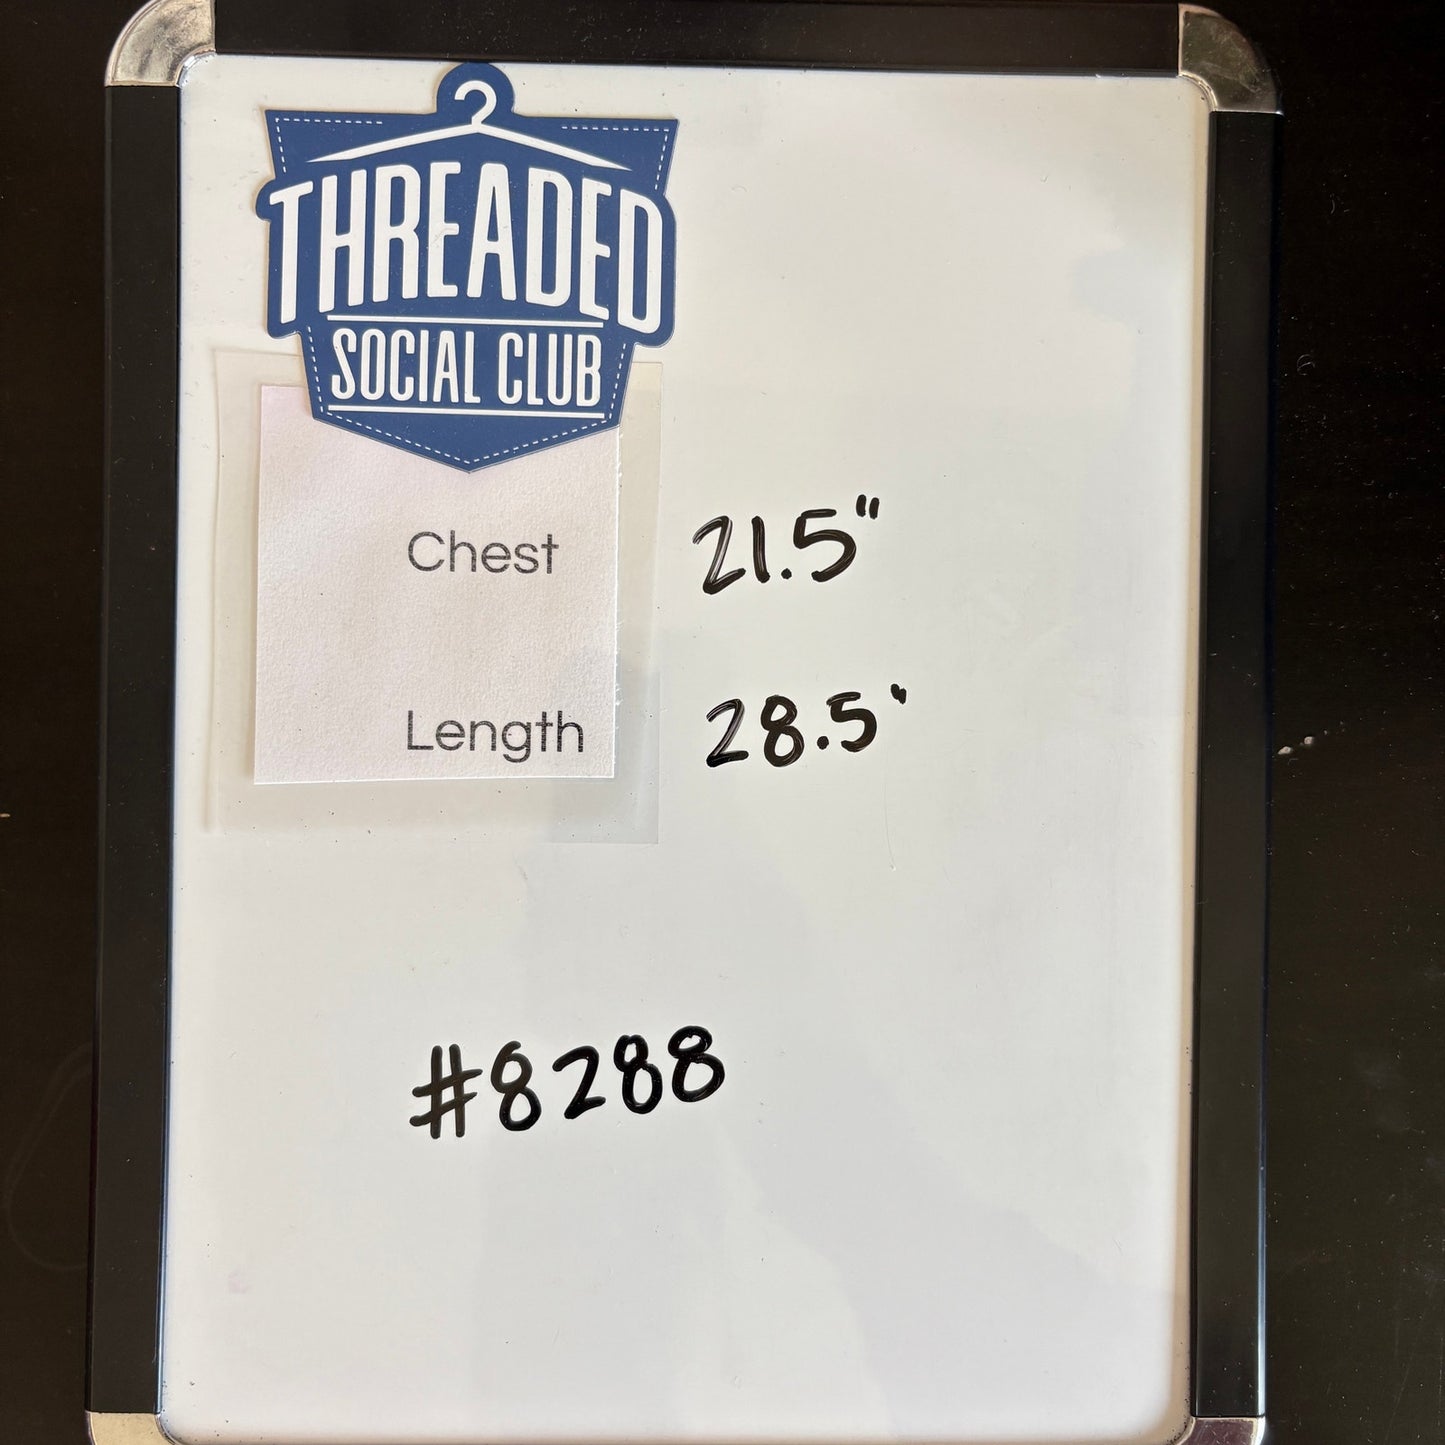 THREADED
SOCIAL CLUB
Chest 21.5"
Length 28.5"
#8288